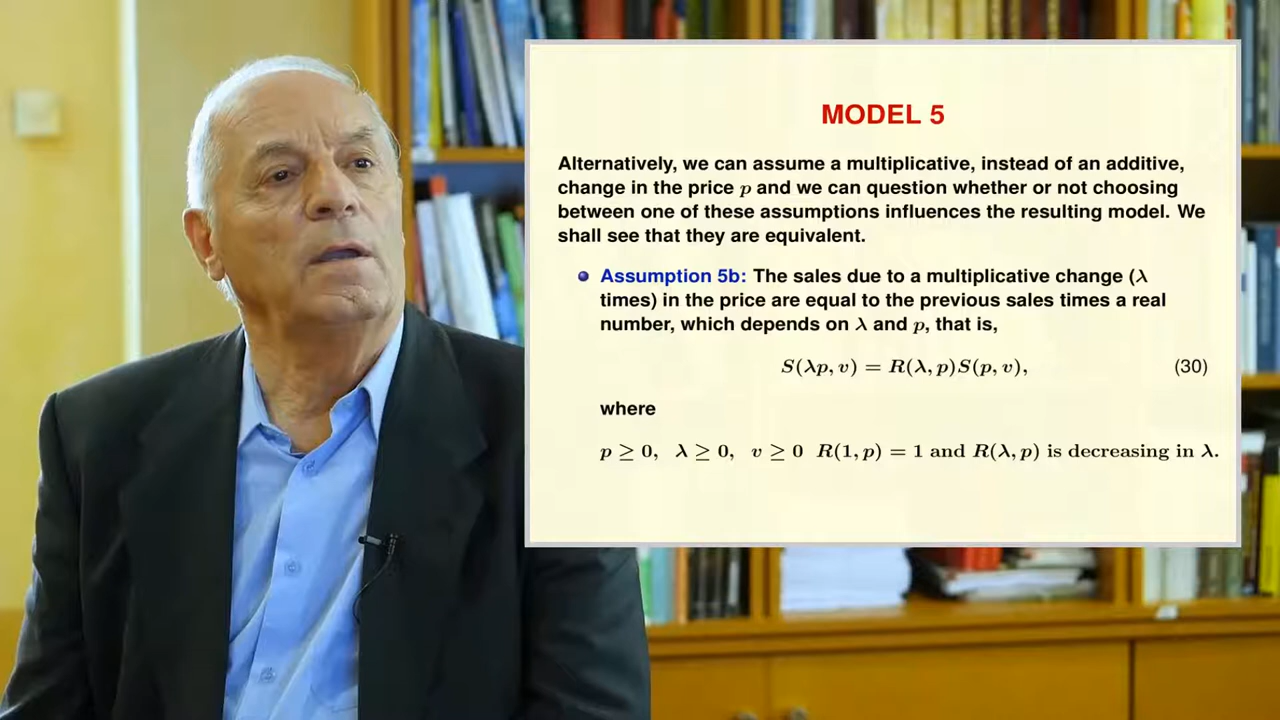 MODEL 5
Alternatively, we can assume a multiplicative, instead of an additive,
change in the price p and we can question whether or not choosing
between one of these assumptions influences the resulting model. We
shall see that they are equivalent.
Assumption 5b: The sales due to a multiplicative change (λ
times) in the price are equal to the previous sales times a real
number, which depends on λ and p, that is,
S(λp, v) = R(λ, p)S(p, v), (30)
where
p ≥ 0, λ ≥ 0, v ≥ 0 R(1, p) = 1 and R(λ, p) is decreasing in λ.